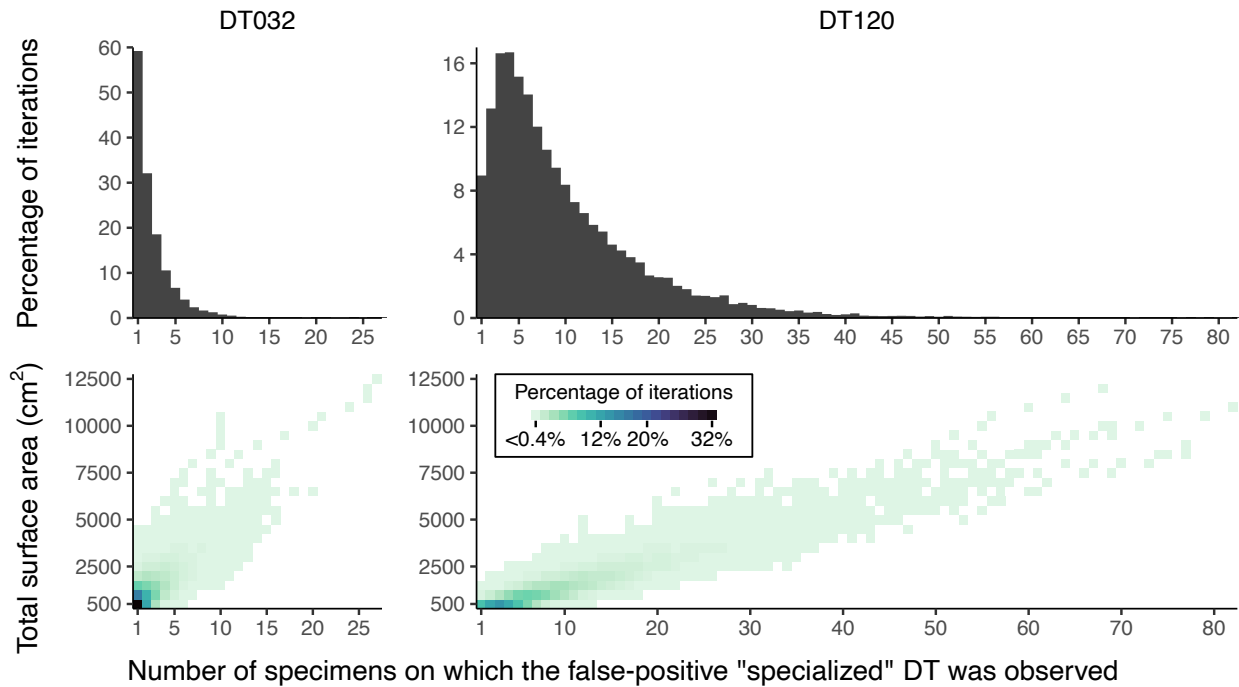 DT032
DT120
Percentage of iterations
60
50
40
30
20
10
0
1 5 10 15 20 25
16
12
8
4
0
1 5 10 15 20 25 30 35 40 45 50 55 60 65 70 75 80
Total surface area (cm²)
12500
10000
7500
5000
2500
500
1 5 10 15 20 25
12500
10000
7500
5000
2500
500
Percentage of iterations
<0.4% 12% 20% 32%
1 10 20 30 40 50 60 70 80
Number of specimens on which the false-positive "specialized" DT was observed